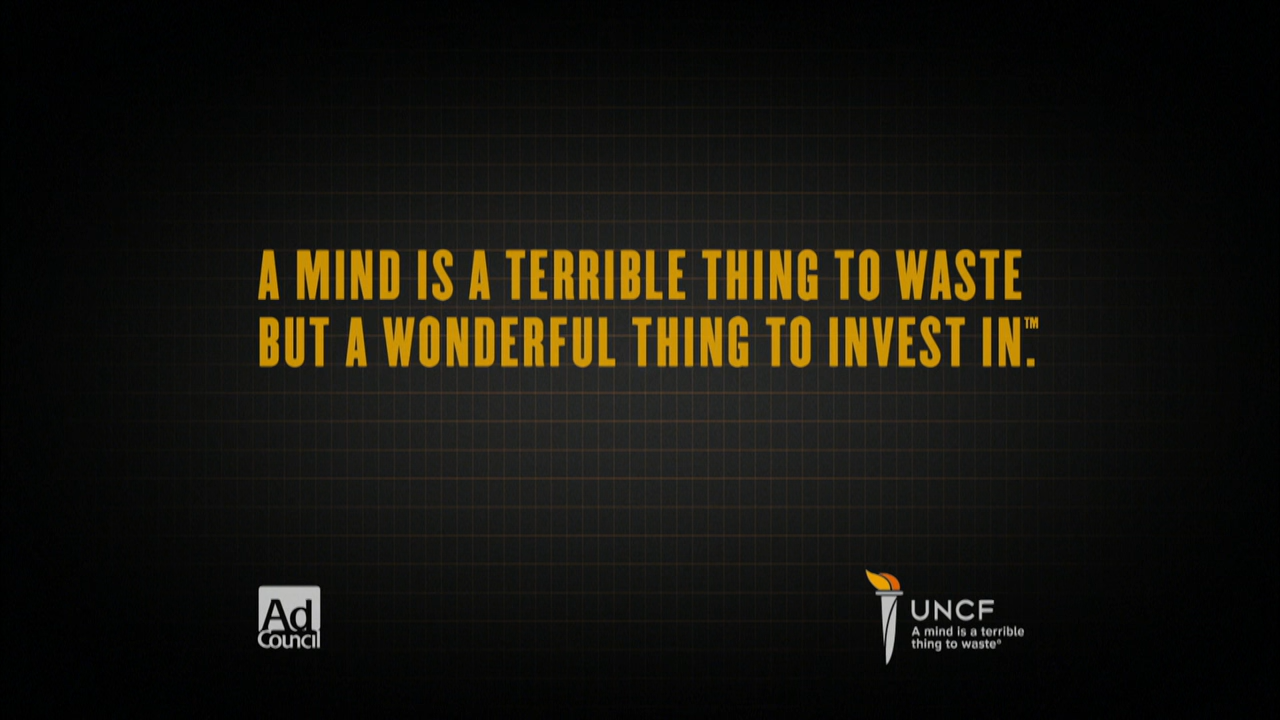 A MIND IS A TERRIBLE THING TO WASTE
BUT A WONDERFUL THING TO INVEST IN.™
Ad
Council
UNCF
A mind is a terrible
thing to waste®